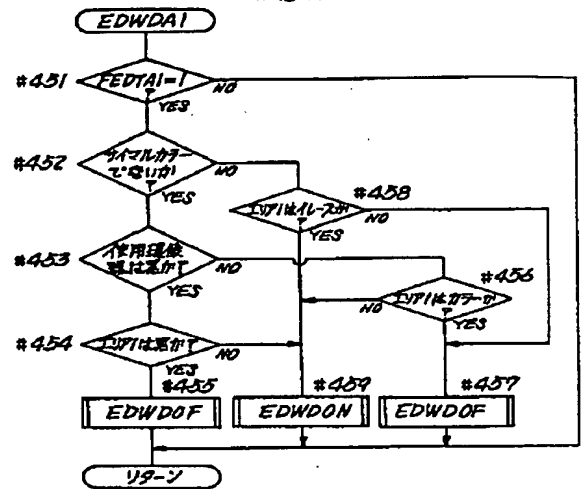 EDWDA1
#451
FEDTA1=1
?
NO
YES
#452
サイマルカラー
でないか
?
NO
YES
#458
エリア1はイレースか
?
NO
YES
#453
使用現像
器は黒か?
NO
YES
#456
エリア1はカラーか
?
NO
YES
#454
エリア1は黒か?
NO
YES
#455
EDWDOF
#459
EDWDON
#457
EDWDOF
リターン